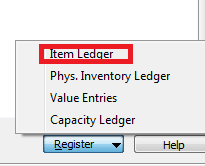 Item Ledger
Phys. Inventory Ledger
Value Entries
Capacity Ledger
Register
Help